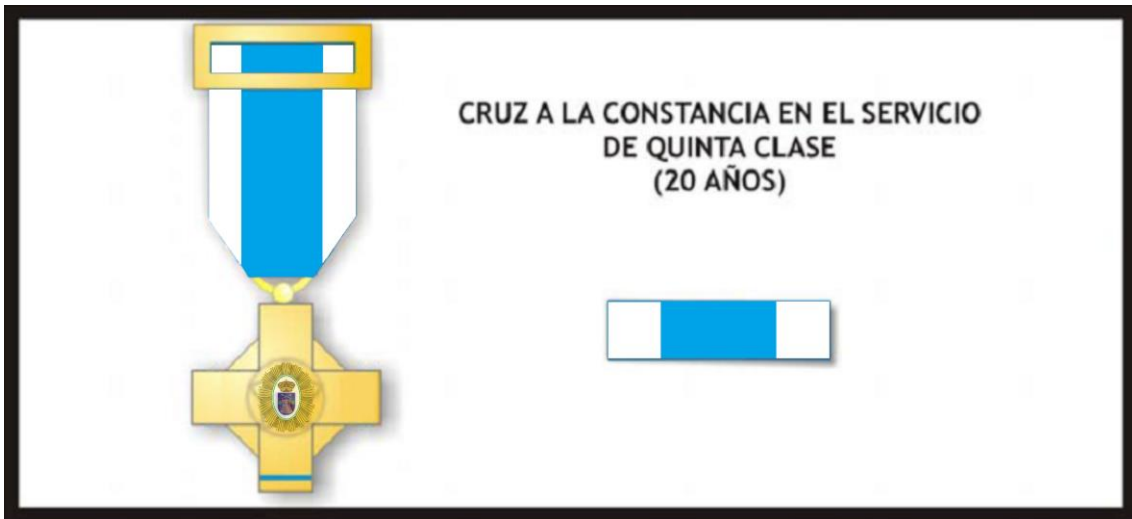 CRUZ A LA CONSTANCIA EN EL SERVICIO
DE QUINTA CLASE
(20 AÑOS)